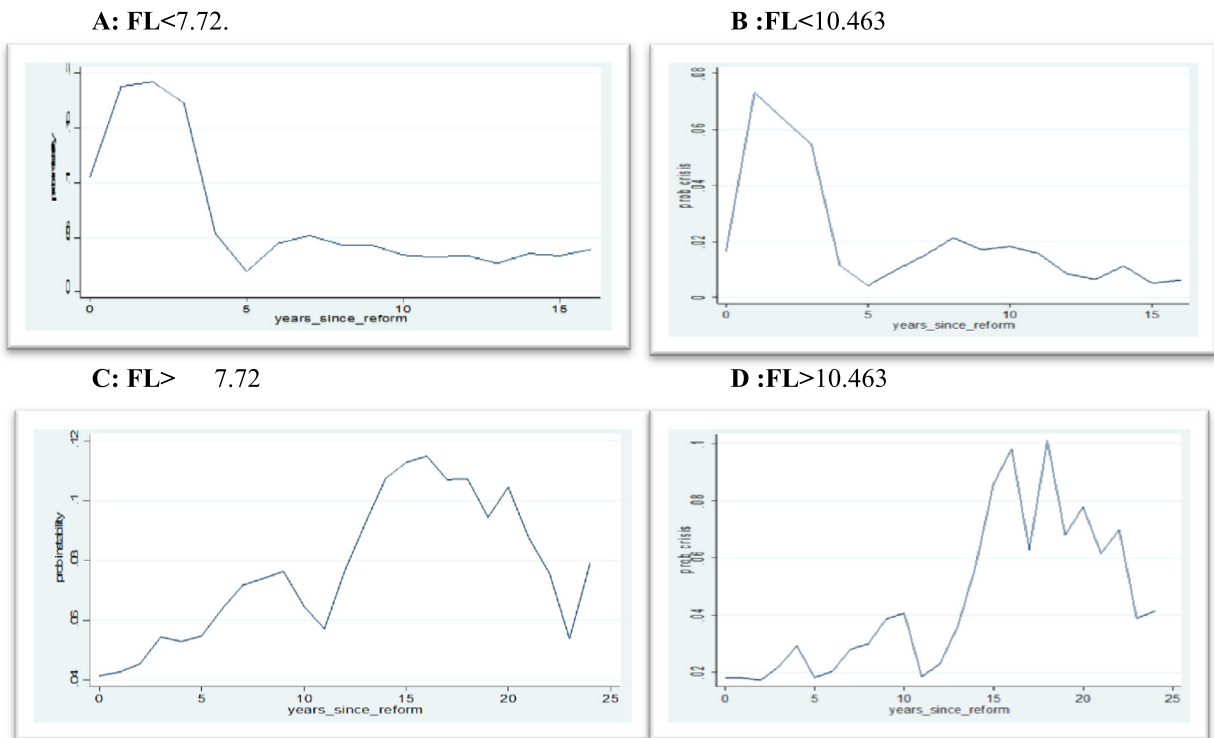 A: FL<7.72.
B :FL<10.463
0
0 5 10 15
years_since_reform
.08
.06
.04
.02
0
prob crisis
0 5 10 15
years_since_reform
C: FL> 7.72
D :FL>10.463
.12
.1
.04
prob instability
0 5 10 15 20 25
years_since_reform
.1
.08
.06
.04
.02
prob crisis
0 5 10 15 20 25
years_since_reform